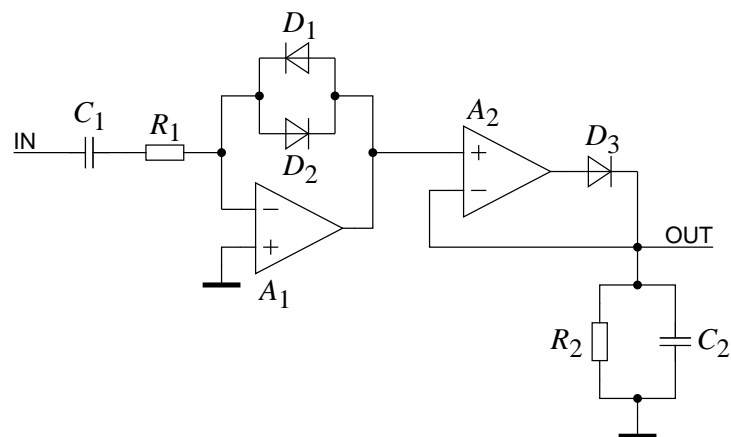 D1
A2
C1
R1
D3
IN
D2
+
−
−
OUT
+
A1
R2
C2